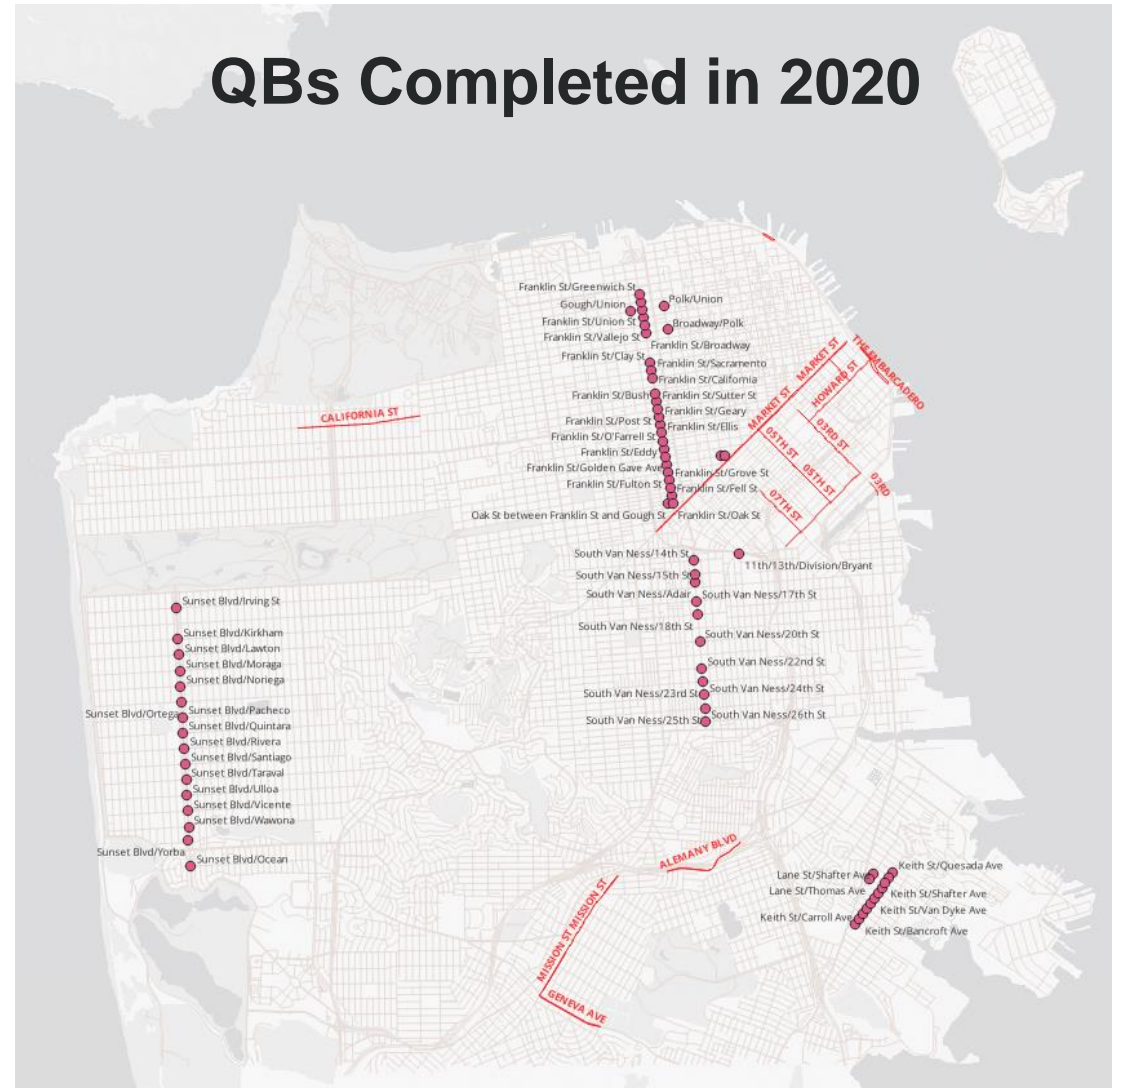 QBs Completed in 2020
Franklin St/Greenwich St
Gough/Union
Polk/Union
Franklin St/Union St
Broadway/Polk
Franklin St/Vallejo St
Franklin St/Broadway
Franklin St/Clay St
Franklin St/Sacramento
Franklin St/California
Franklin St/Bush
Franklin St/Sutter St
Franklin St/Geary
Franklin St/Post St
Franklin St/Ellis
Franklin St/O'Farrell St
Franklin St/Eddy
Franklin St/Golden Gave Ave
Franklin St/Grove St
Franklin St/Fulton St
Franklin St/Fell St
Oak St between Franklin St and Gough St
Franklin St/Oak St
CALIFORNIA ST
MARKET ST
MARKET ST
THE EMBARCADERO
HOWARD ST
03RD ST
05TH ST
05TH ST
03RD
07TH ST
South Van Ness/14th St
11th/13th/Division/Bryant
South Van Ness/15th St
South Van Ness/Adair
South Van Ness/17th St
South Van Ness/18th St
South Van Ness/20th St
South Van Ness/22nd St
South Van Ness/23rd St
South Van Ness/24th St
South Van Ness/25th St
South Van Ness/26th St
Sunset Blvd/Irving St
Sunset Blvd/Kirkham
Sunset Blvd/Lawton
Sunset Blvd/Moraga
Sunset Blvd/Noriega
Sunset Blvd/Ortega
Sunset Blvd/Pacheco
Sunset Blvd/Quintara
Sunset Blvd/Rivera
Sunset Blvd/Santiago
Sunset Blvd/Taraval
Sunset Blvd/Ulloa
Sunset Blvd/Vicente
Sunset Blvd/Wawona
Sunset Blvd/Yorba
Sunset Blvd/Ocean
ALEMANY BLVD
MISSION ST
MISSION ST
GENEVA AVE
Keith St/Quesada Ave
Lane St/Shafter Av
Lane St/Thomas Ave
Keith St/Shafter Ave
Keith St/Van Dyke Ave
Keith St/Carroll Ave
Keith St/Bancroft Ave